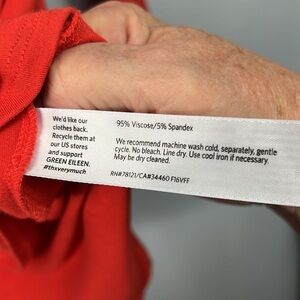 We'd like our
clothes back.
Recycle them at
our US stores
and support
GREEN EILEEN.
#thxverymuch
95% Viscose/5% Spandex
We recommend machine wash cold, separately, gentle
cycle. No bleach. Line dry. Use cool iron if necessary.
May be dry cleaned.
RN#78121/CA#34460 F16VFF